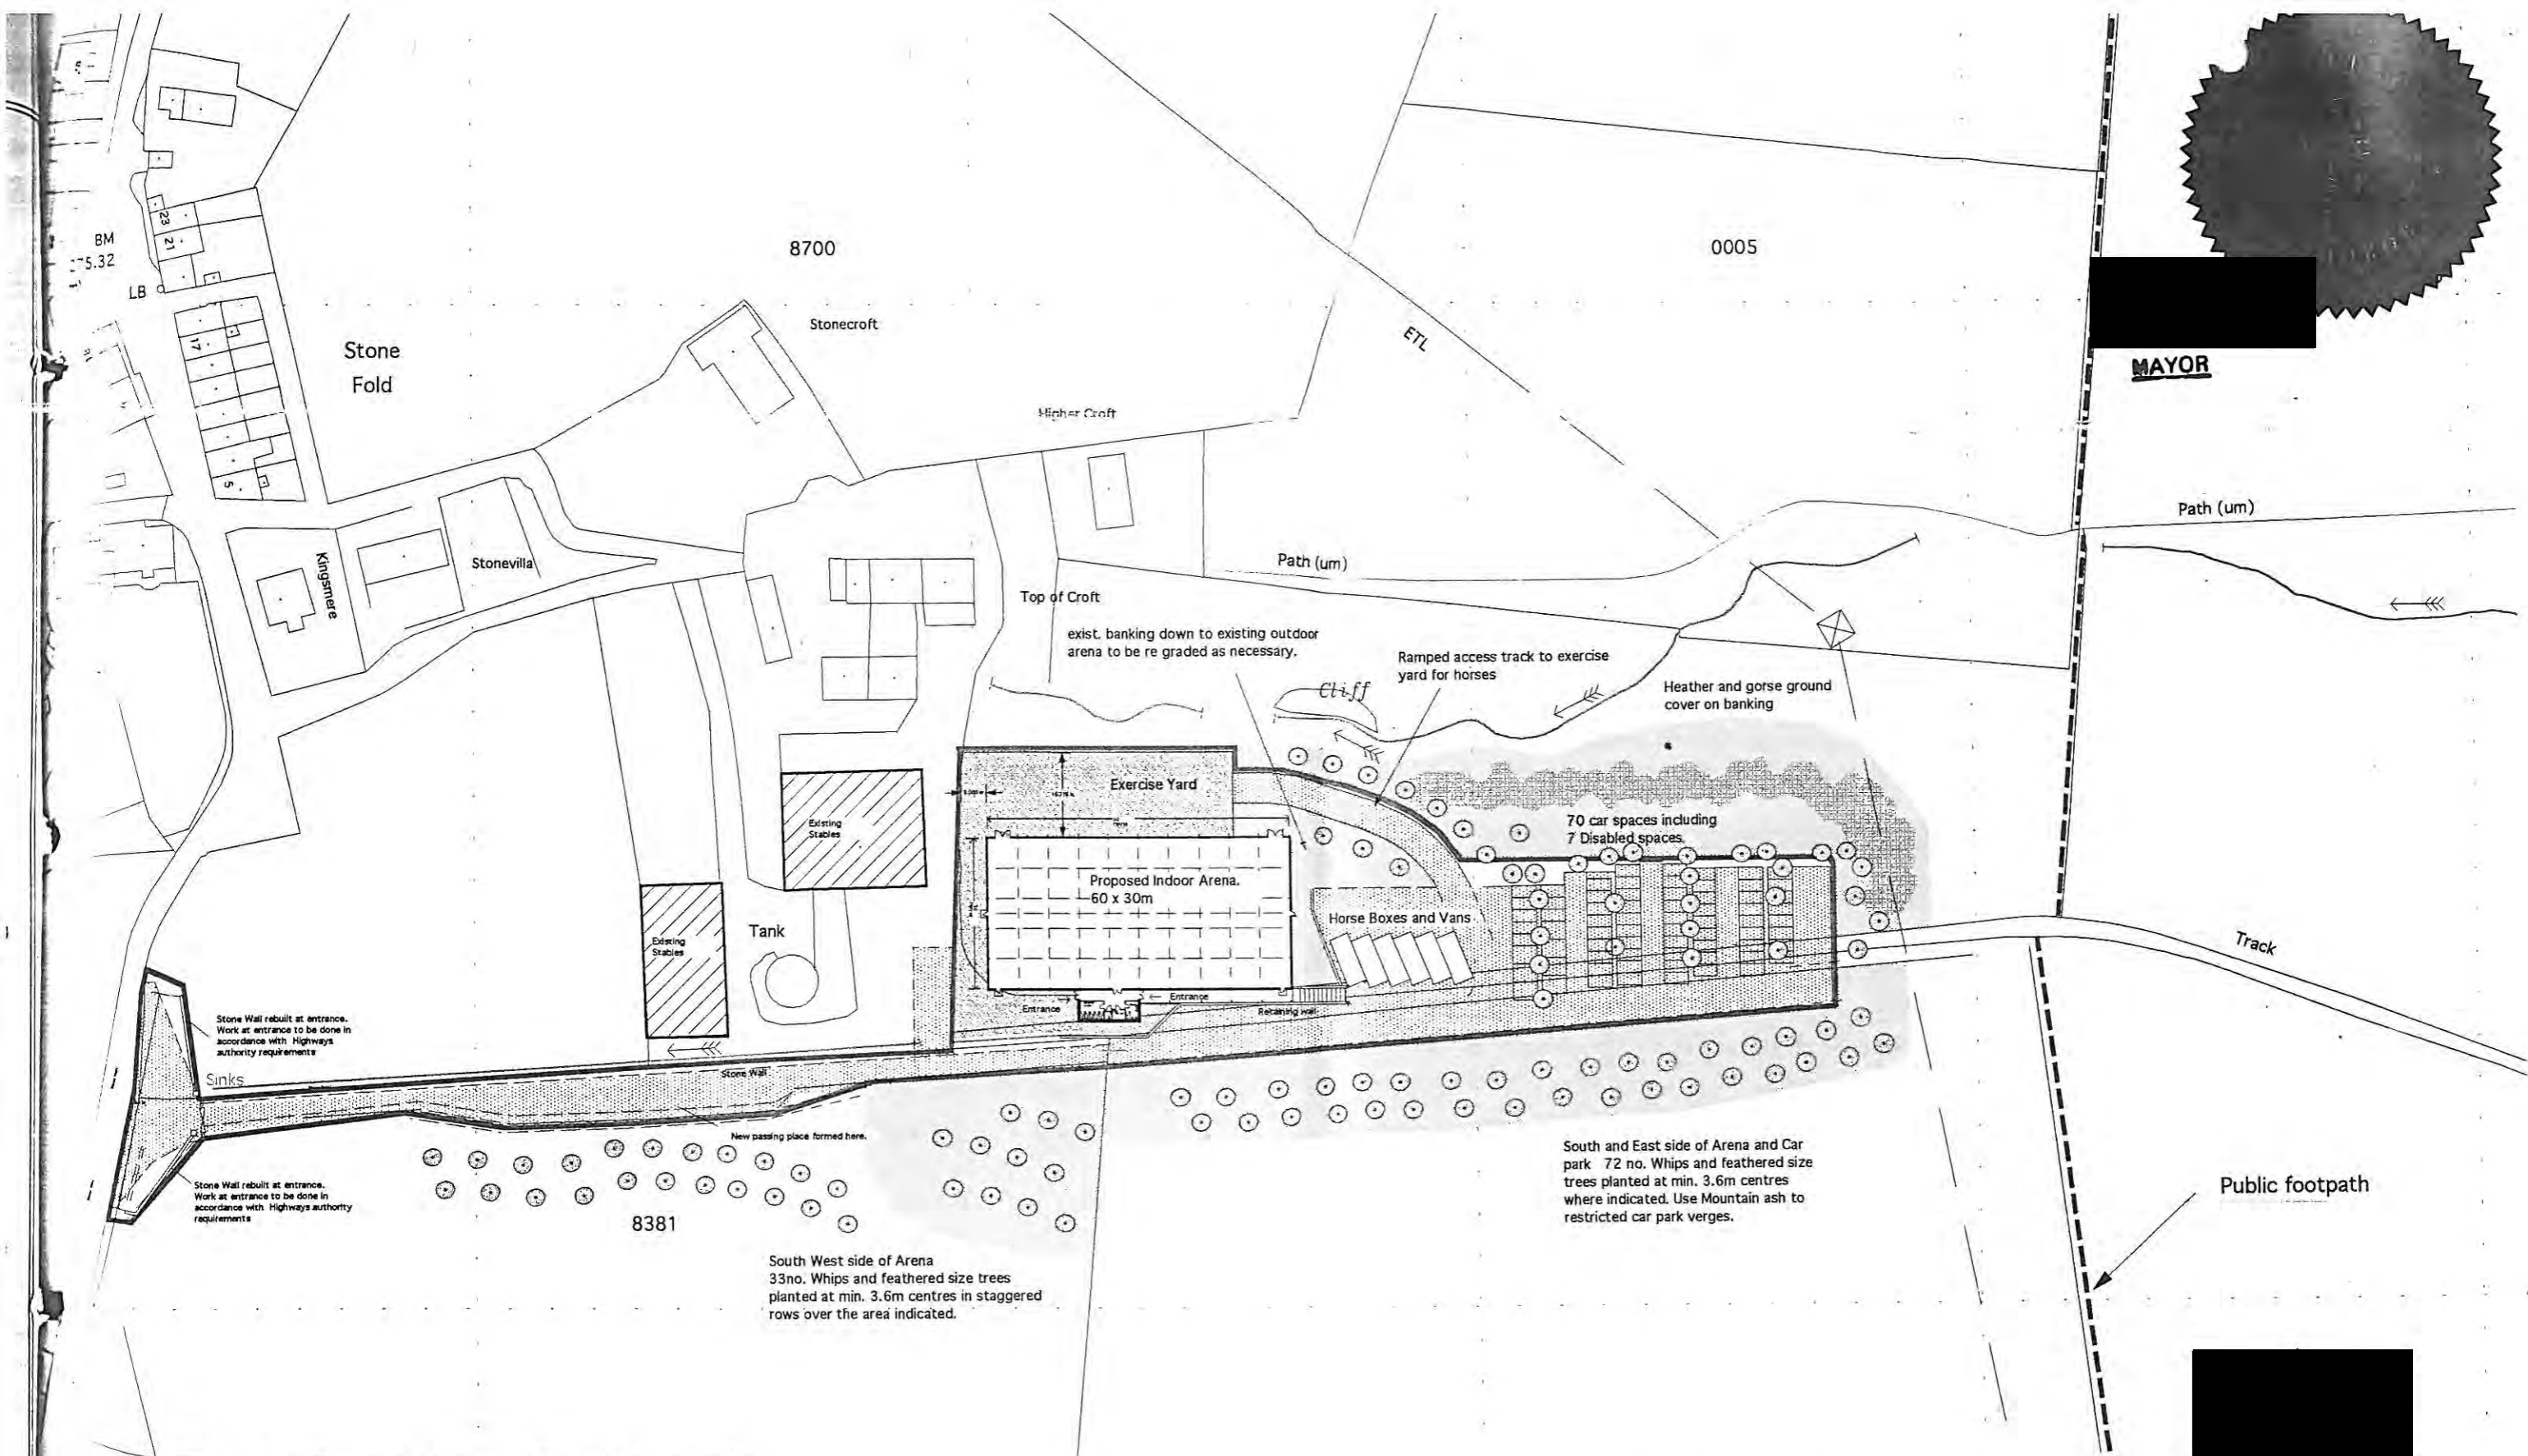 23
21
BM
5.32
LB
17
5
Stone
Fold
8700
0005
Stonecroft
ETL
Higher Croft
MAYOR
Path (um)
Kingsmere
Stonevilla
Path (um)
Top of Croft
exist. banking down to existing outdoor
arena to be re graded as necessary.
Ramped access track to exercise
yard for horses
Cliff
Heather and gorse ground
cover on banking
Exercise Yard
Existing
Stables
70 car spaces including
7 Disabled spaces.
Proposed Indoor Arena.
60 x 30m
Horse Boxes and Vans
Tank
Existing
Stables
Track
Entrance
Entrance
Retaining wall
Stone Wall rebuilt at entrance.
Work at entrance to be done in
accordance with Highways
authority requirements
Sinks
Stone Wall
New passing place formed here.
Stone Wall rebuilt at entrance.
Work at entrance to be done in
accordance with Highways authority
requirements
8381
South West side of Arena
33no. Whips and feathered size trees
planted at min. 3.6m centres in staggered
rows over the area indicated.
South and East side of Arena and Car
park 72 no. Whips and feathered size
trees planted at min. 3.6m centres
where indicated. Use Mountain ash to
restricted car park verges.
Public footpath